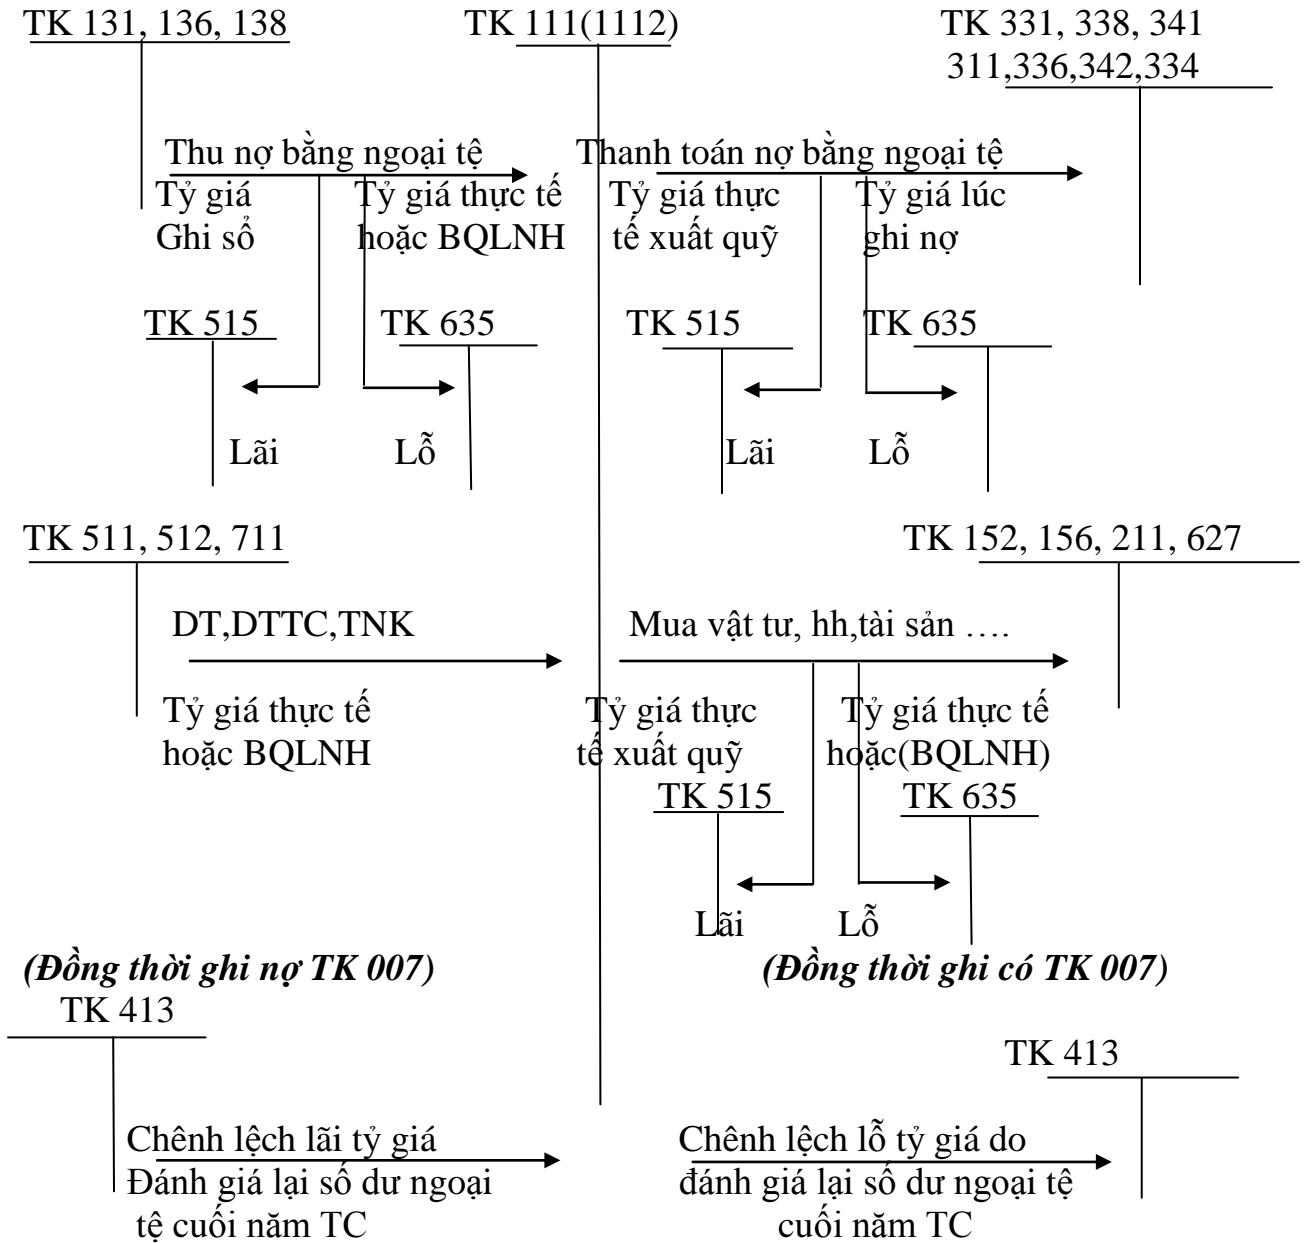 TK 131, 136, 138
TK 111(1112)
TK 331, 338, 341
311,336,342,334
Thu nợ bằng ngoại tệ
Tỷ giá
Ghi sổ
Tỷ giá thực tế
hoặc BQLNH
Thanh toán nợ bằng ngoại tệ
Tỷ giá thực
tế xuất quỹ
Tỷ giá lúc
ghi nợ
TK 515
TK 635
TK 515
TK 635
Lãi
Lỗ
Lãi
Lỗ
TK 511, 512, 711
TK 152, 156, 211, 627
DT,DTTC,TNK
Mua vật tư, hh,tài sản ….
Tỷ giá thực tế
hoặc BQLNH
Tỷ giá thực
tế xuất quỹ
Tỷ giá thực tế
hoặc(BQLNH)
TK 515
TK 635
Lãi
Lỗ
(Đồng thời ghi nợ TK 007)
(Đồng thời ghi có TK 007)
TK 413
TK 413
Chênh lệch lãi tỷ giá
Đánh giá lại số dư ngoại
tệ cuối năm TC
Chênh lệch lỗ tỷ giá do
đánh giá lại số dư ngoại tệ
cuối năm TC